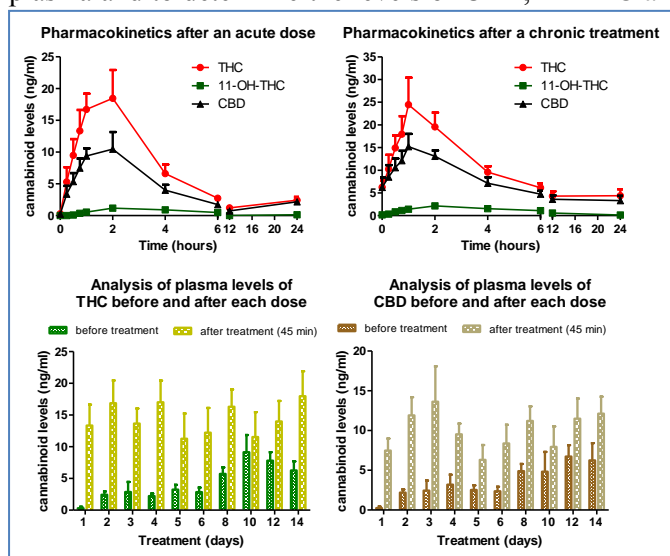 Pharmacokinetics after an acute dose
cannabinoid levels (ng/ml)
25
20
15
10
5
0
THC
11-OH-THC
CBD
0 2 4 6 12 16 20 24
Time (hours)
Pharmacokinetics after a chronic treatment
cannabinoid levels (ng/ml)
35
30
25
20
15
10
5
0
THC
11-OH-THC
CBD
0 2 4 6 12 16 20 24
Time (hours)
Analysis of plasma levels of
THC before and after each dose
before treatment
after treatment (45 min)
cannabinoid levels (ng/ml)
25
20
15
10
5
0
1 2 3 4 5 6 8 10 12 14
Treatment (days)
Analysis of plasma levels of
CBD before and after each dose
before treatment
after treatment (45 min)
cannabinoid levels (ng/ml)
20
15
10
5
0
1 2 3 4 5 6 8 10 12 14
Treatment (days)